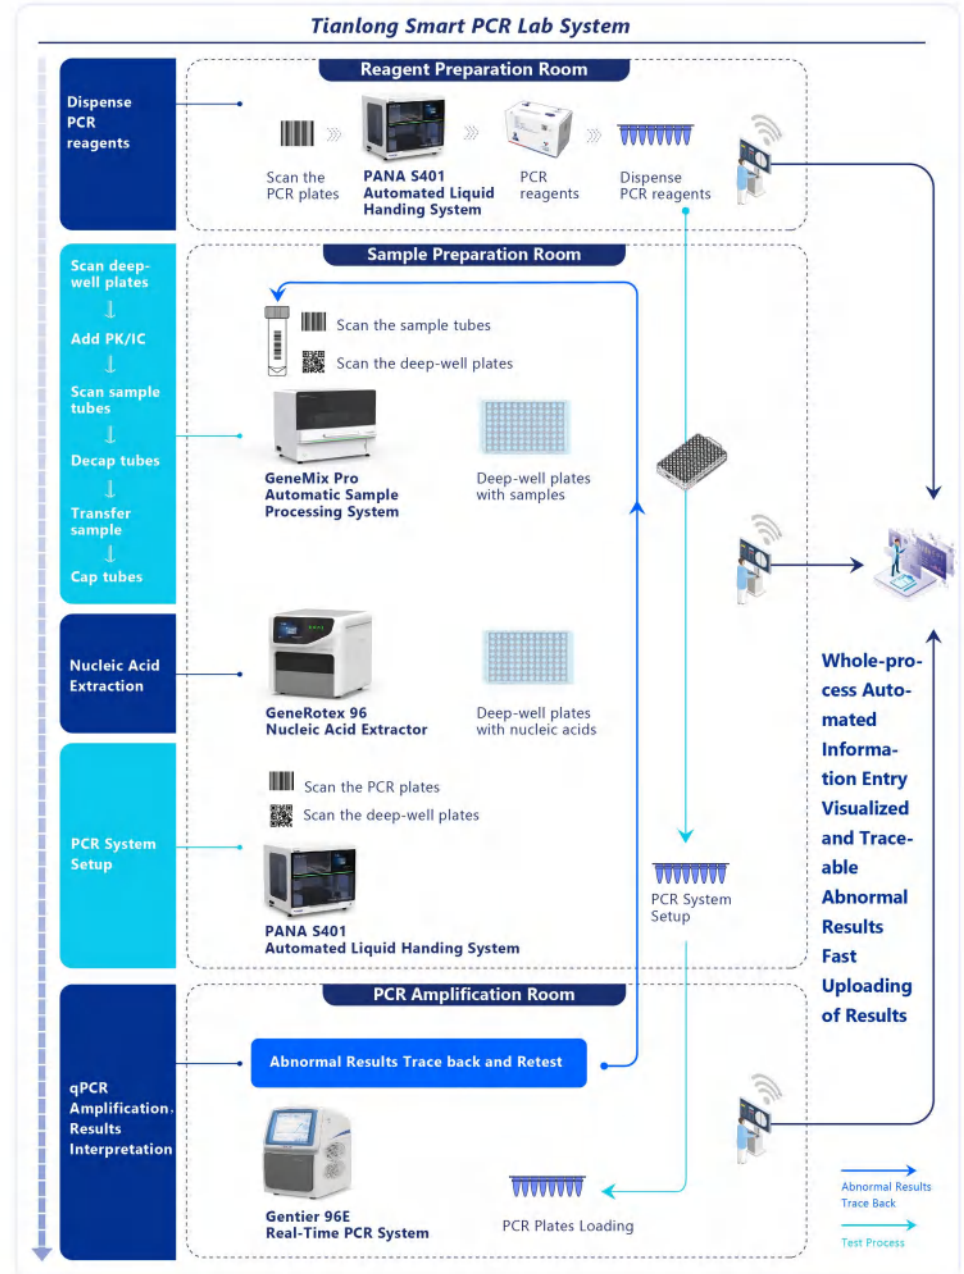 Tianlong Smart PCR Lab System
Reagent Preparation Room
Dispense
PCR
reagents
Scan the
PCR plates
PANA S401
Automated Liquid
Handing System
PCR
reagents
Dispense
PCR reagents
Sample Preparation Room
Scan deep-
well plates
Add PK/IC
Scan sample
tubes
Decap tubes
Transfer
sample
Cap tubes
Scan the sample tubes
Scan the deep-well plates
GeneMix Pro
Automatic Sample
Processing System
Deep-well plates
with samples
Nucleic Acid
Extraction
GeneRotex 96
Nucleic Acid Extractor
Deep-well plates
with nucleic acids
PCR System
Setup
Scan the PCR plates
Scan the deep-well plates
PANA S401
Automated Liquid Handing System
PCR System
Setup
Whole-pro-
cess Auto-
mated
Informa-
tion Entry
Visualized
and Trace-
able
Abnormal
Results
Fast
Uploading
of Results
PCR Amplification Room
qPCR
Amplification,
Results
Interpretation
Abnormal Results Trace back and Retest
Gentier 96E
Real-Time PCR System
PCR Plates Loading
Abnormal Results
Trace Back
Test Process